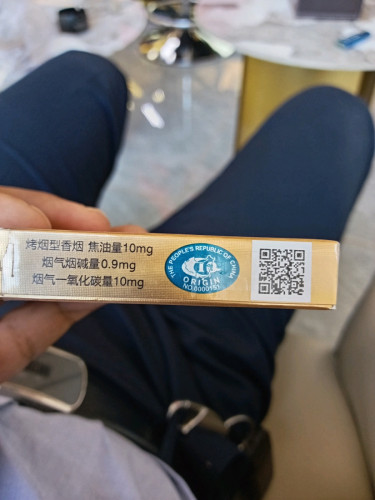 烤烟型香烟 焦油量10mg
烟气烟碱量0.9mg
烟气一氧化碳量10mg
THE PEOPLE'S REPUBLIC OF CHINA
ORIGIN